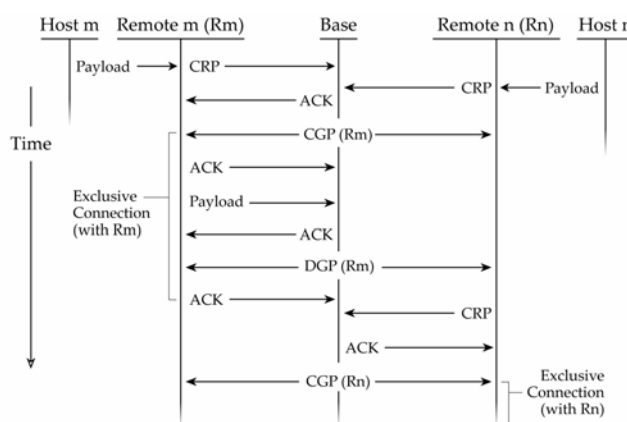 Host m Remote m (Rm) Base Remote n (Rn) Host n
Payload CRP
CRP Payload
ACK
Time
CGP (Rm)
ACK
Exclusive
Connection
(with Rm)
Payload
ACK
DGP (Rm)
ACK
CRP
ACK
CGP (Rn)
Exclusive
Connection
(with Rn)